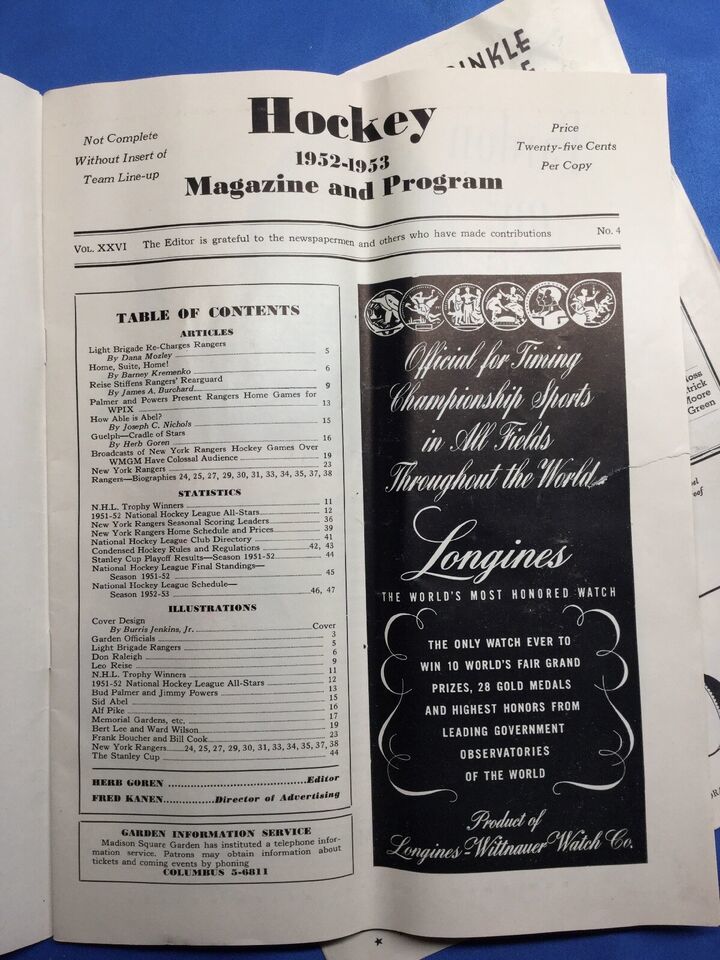 Hockey
1952-1953
Magazine and Program
Not Complete
Without Insert of
Team Line-up
Price
Twenty-five Cents
Per Copy
VOL. XXVI The Editor is grateful to the newspapermen and others who have made contributions No. 4
TABLE OF CONTENTS
ARTICLES
Light Brigade Re-Charges Rangers
By Dana Mozley 5
Home, Suite, Home!
By Barney Kremenko 6
Reise Stiffens Rangers' Rearguard
By James A. Burchard 9
Palmer and Powers Present Rangers Home Games for
WPIX 13
How Able is Abel?
By Joseph C. Nichols 15
Guelph—Cradle of Stars
By Herb Goren 16
Broadcasts of New York Rangers Hockey Games Over
WMGM Have Colossal Audience 19
New York Rangers 23
Rangers—Biographies 24, 25, 27, 29, 30, 31, 33, 34, 35, 37, 38
STATISTICS
N.H.L. Trophy Winners 11
1951-52 National Hockey League All-Stars 12
New York Rangers Seasonal Scoring Leaders 36
New York Rangers Home Schedule and Prices 39
National Hockey League Club Directory 41
Condensed Hockey Rules and Regulations 42, 43
Stanley Cup Playoff Results—Season 1951-52 44
National Hockey League Final Standings—
Season 1951-52 45
National Hockey League Schedule—
Season 1952-53 46, 47
ILLUSTRATIONS
Cover Design
By Burris Jenkins, Jr. Cover
Garden Officials 3
Light Brigade Rangers 5
Don Raleigh 6
Leo Reise 9
N.H.L. Trophy Winners 11
1951-52 National Hockey League All-Stars 12
Bud Palmer and Jimmy Powers 13
Sid Abel 15
Alf Pike 16
Memorial Gardens, etc. 17
Bert Lee and Ward Wilson 19
Frank Boucher and Bill Cook 23
New York Rangers 24, 25, 27, 29, 30, 31, 33, 34, 35, 37, 38
The Stanley Cup 44
HERB GOREN Editor
FRED KANEN Director of Advertising
GARDEN INFORMATION SERVICE
Madison Square Garden has instituted a telephone infor-
mation service. Patrons may obtain information about
tickets and coming events by phoning
COLUMBUS 5-6811
Official for Timing
Championship Sports
in All Fields
Throughout the World
Longines
THE WORLD'S MOST HONORED WATCH
THE ONLY WATCH EVER TO
WIN 10 WORLD'S FAIR GRAND
PRIZES, 28 GOLD MEDALS
AND HIGHEST HONORS FROM
LEADING GOVERNMENT
OBSERVATORIES
OF THE WORLD
Product of
Longines-Wittnauer Watch Co.
Moore
Green